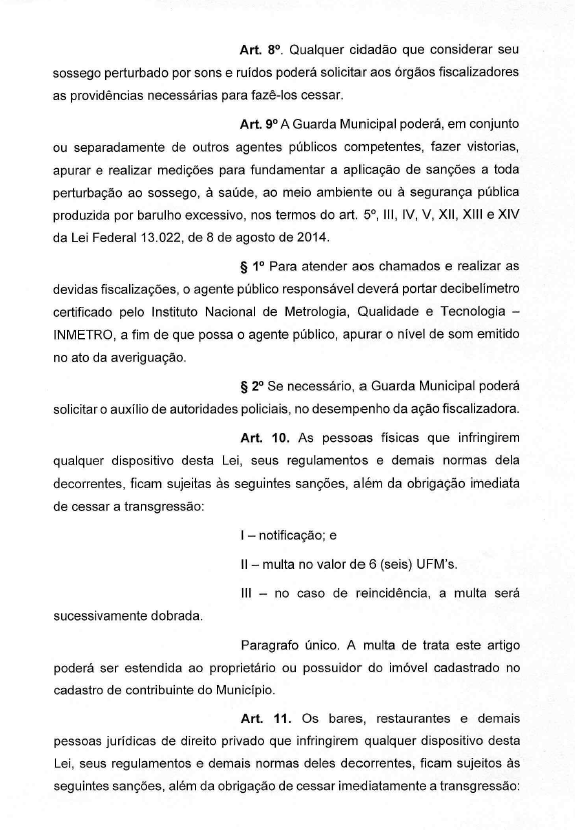 Art. 8º. Qualquer cidadão que considerar seu
sossego perturbado por sons e ruídos poderá solicitar aos órgãos fiscalizadores
as providências necessárias para fazê-los cessar.
Art. 9º A Guarda Municipal poderá, em conjunto
ou separadamente de outros agentes públicos competentes, fazer vistorias,
apurar e realizar medições para fundamentar a aplicação de sanções a toda
perturbação ao sossego, à saúde, ao meio ambiente ou à segurança pública
produzida por barulho excessivo, nos termos do art. 5º, III, IV, V, XII, XIII e XIV
da Lei Federal 13.022, de 8 de agosto de 2014.
§ 1º Para atender aos chamados e realizar as
devidas fiscalizações, o agente público responsável deverá portar decibelímetro
certificado pelo Instituto Nacional de Metrologia, Qualidade e Tecnologia –
INMETRO, a fim de que possa o agente público, apurar o nível de som emitido
no ato da averiguação.
§ 2º Se necessário, a Guarda Municipal poderá
solicitar o auxílio de autoridades policiais, no desempenho da ação fiscalizadora.
Art. 10. As pessoas físicas que infringirem
qualquer dispositivo desta Lei, seus regulamentos e demais normas dela
decorrentes, ficam sujeitas às seguintes sanções, além da obrigação imediata
de cessar a transgressão:
I – notificação; e
II – multa no valor de 6 (seis) UFM's.
III – no caso de reincidência, a multa será
sucessivamente dobrada.
Paragrafo único. A multa de trata este artigo
poderá ser estendida ao proprietário ou possuidor do imóvel cadastrado no
cadastro de contribuinte do Município.
Art. 11. Os bares, restaurantes e demais
pessoas jurídicas de direito privado que infringirem qualquer dispositivo desta
Lei, seus regulamentos e demais normas deles decorrentes, ficam sujeitos às
seguintes sanções, além da obrigação de cessar imediatamente a transgressão: